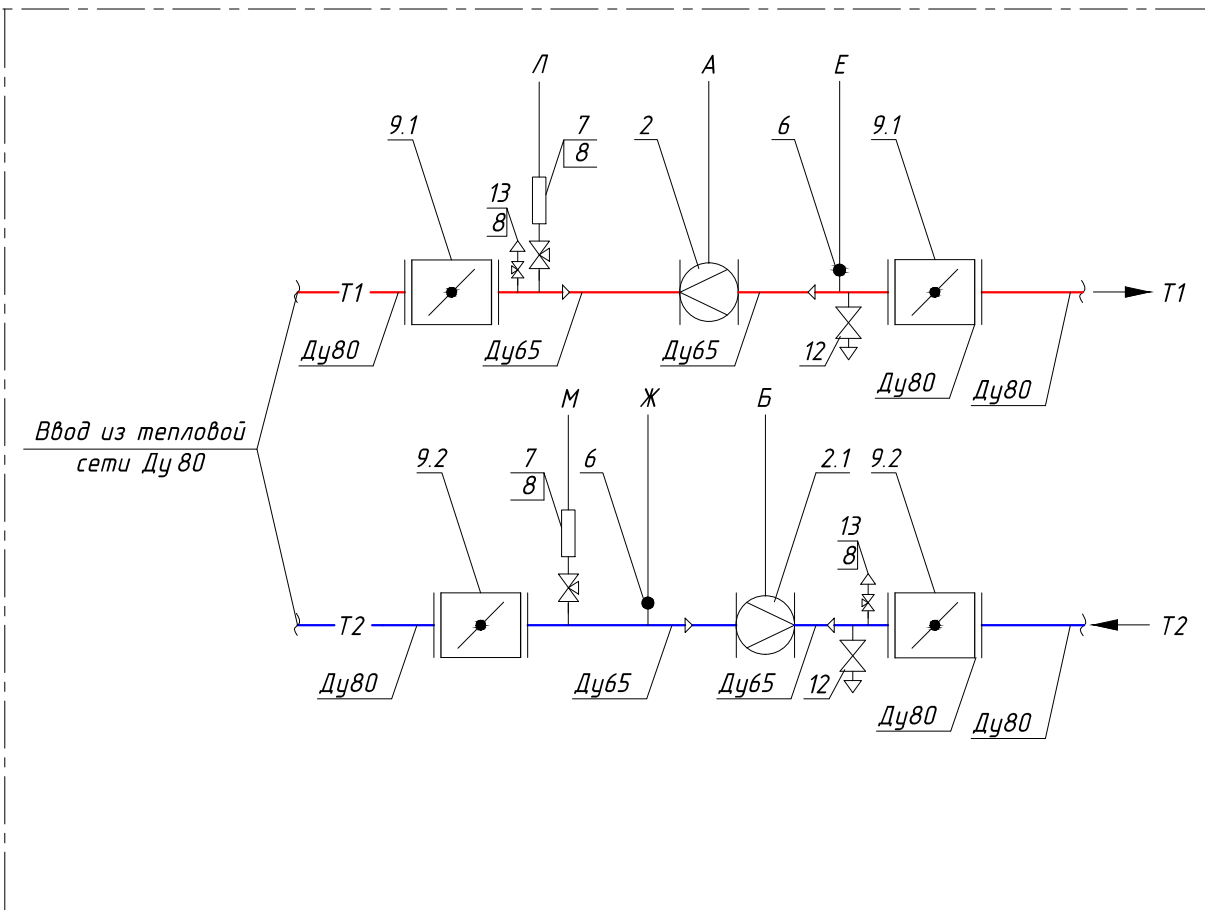 Л
А
Е
9.1
7
8
2
6
9.1
13
8
Т1
Т1
Ду80
Ду65
Ду65
12
Ду80
Ду80
Ввод из тепловой
сети Ду 80
М
Ж
Б
9.2
7
8
6
2.1
9.2
13
8
Т2
Т2
Ду80
Ду65
Ду65
12
Ду80
Ду80